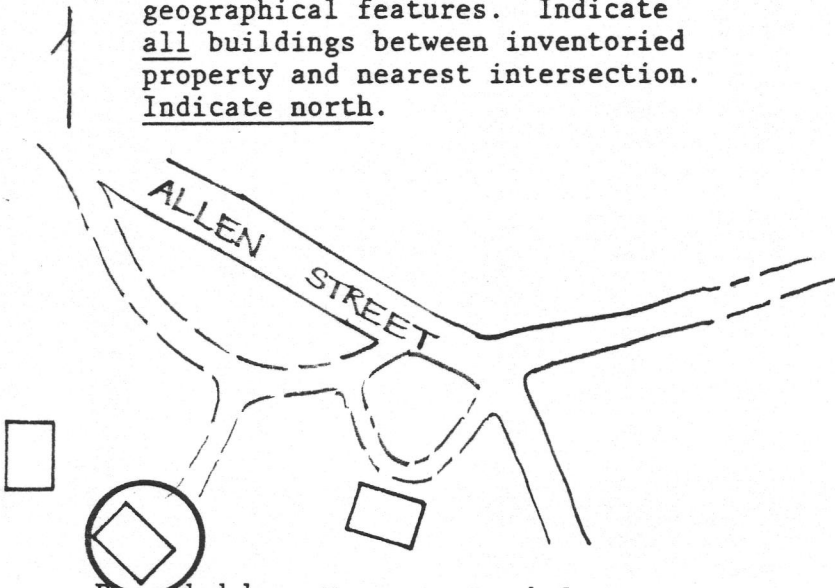 geographical features. Indicate
all buildings between inventoried
property and nearest intersection.
Indicate north.
ALLEN STREET